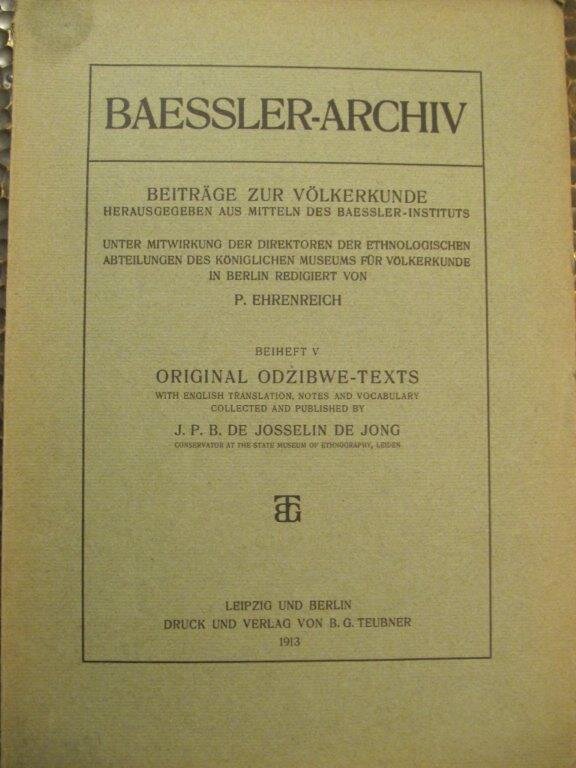 BAESSLER-ARCHIV
BEITRÄGE ZUR VÖLKERKUNDE
HERAUSGEGEBEN AUS MITTELN DES BAESSLER-INSTITUTS
UNTER MITWIRKUNG DER DIREKTOREN DER ETHNOLOGISCHEN
ABTEILUNGEN DES KÖNIGLICHEN MUSEUMS FÜR VÖLKERKUNDE
IN BERLIN REDIGIERT VON
P. EHRENREICH
BEIHEFT V
ORIGINAL ODŻIBWE-TEXTS
WITH ENGLISH TRANSLATION, NOTES AND VOCABULARY
COLLECTED AND PUBLISHED BY
J. P. B. DE JOSSELIN DE JONG
CONSERVATOR AT THE STATE MUSEUM OF ETHNOGRAPHY, LEIDEN
BTG
LEIPZIG UND BERLIN
DRUCK UND VERLAG VON B. G. TEUBNER
1913